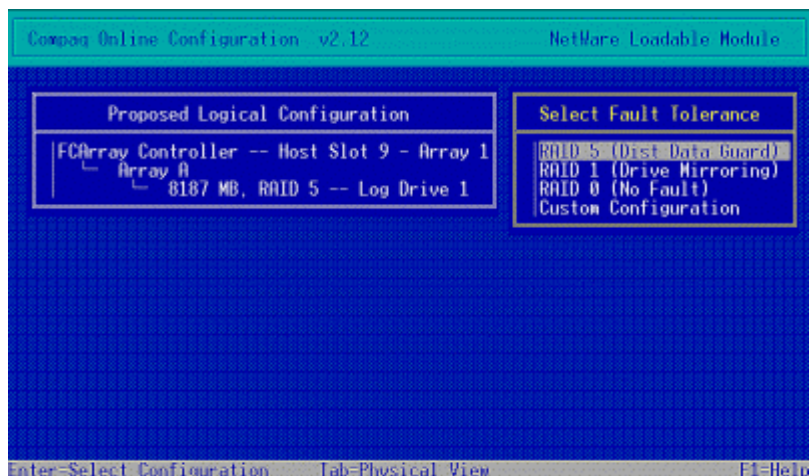 Compaq Online Configuration v2.12 NetWare Loadable Module
Proposed Logical Configuration
FCArray Controller -- Host Slot 9 - Array 1
Array A
8187 MB, RAID 5 -- Log Drive 1
Select Fault Tolerance
RAID 5 (Dist Data Guard)
RAID 1 (Drive Mirroring)
RAID 0 (No Fault)
Custom Configuration
Enter=Select Configuration Tab=Physical View F1=Help